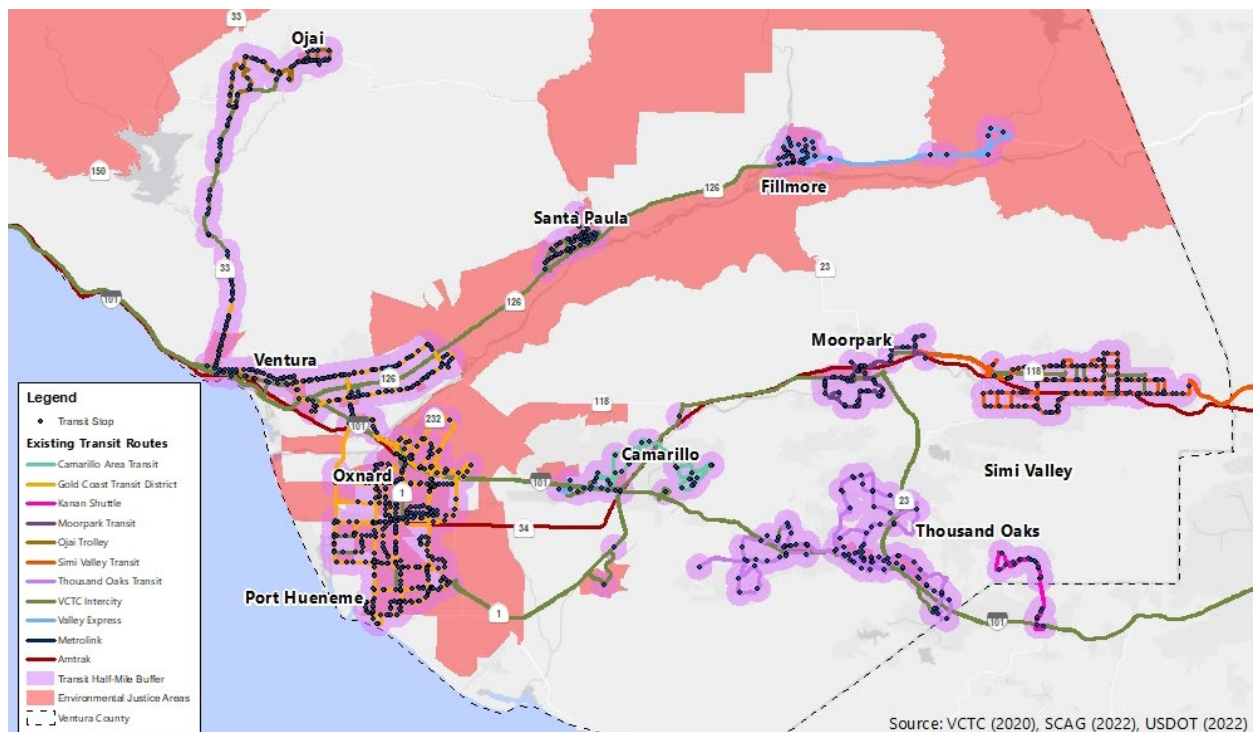 33
Ojai
150
126
Fillmore
Santa Paula
33
126
23
101
Moorpark
Ventura
126
118
118
232
101
Camarillo
Oxnard
101
Simi Valley
1
23
34
Thousand Oaks
Port Hueneme
1
101
Legend
Transit Stop
Existing Transit Routes
Camarillo Area Transit
Gold Coast Transit District
Kanan Shuttle
Moorpark Transit
Ojai Trolley
Simi Valley Transit
Thousand Oaks Transit
VCTC Intercity
Valley Express
Metrolink
Amtrak
Transit Half-Mile Buffer
Environmental Justice Areas
Ventura County
Source: VCTC (2020), SCAG (2022), USDOT (2022)